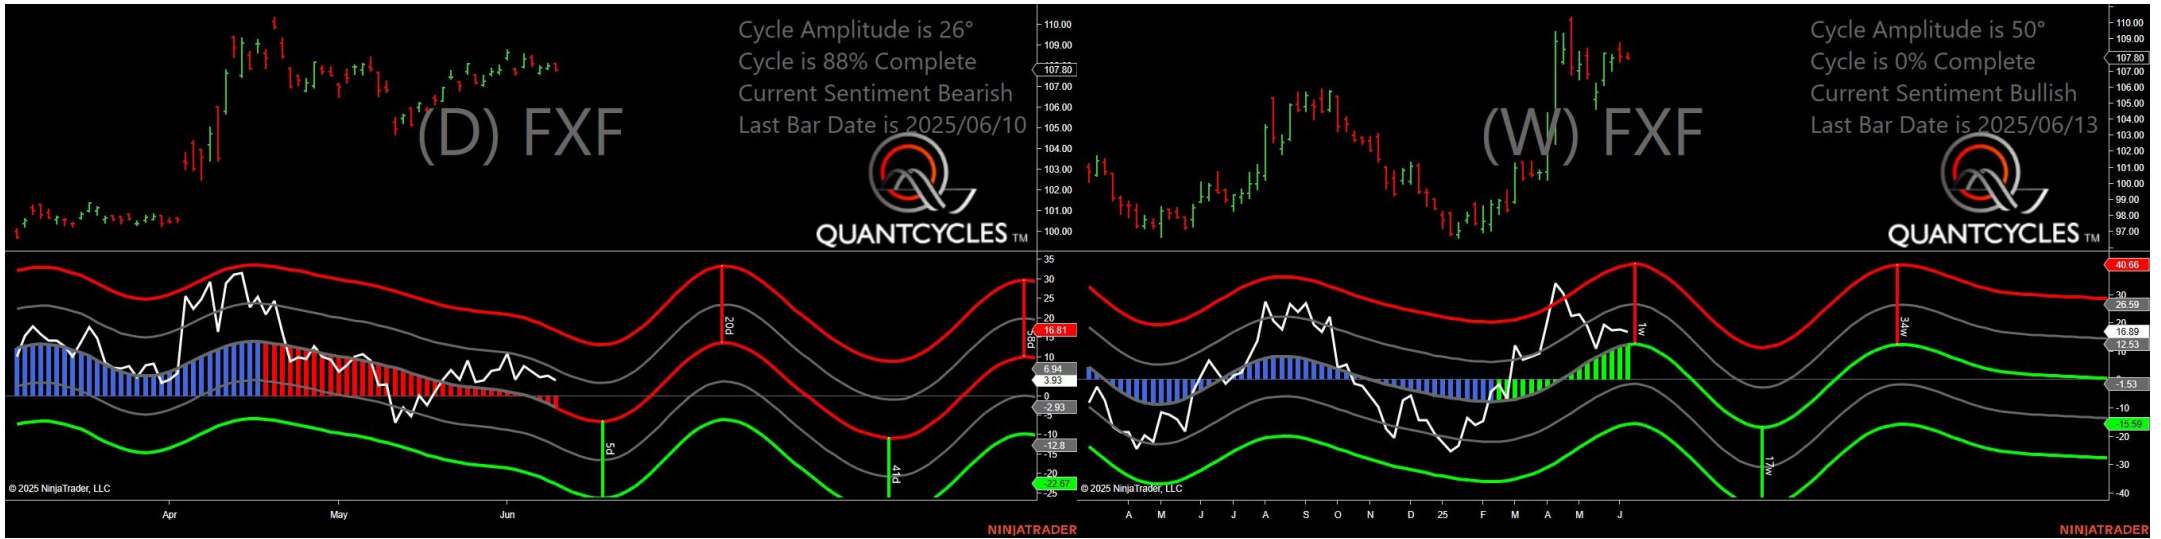 Cycle Amplitude is 26°
Cycle is 88% Complete
Current Sentiment Bearish
Last Bar Date is 2025/06/10
(D) FXF
QUANTCYCLES TM
110.00
109.00
107.80
107.00
106.00
105.00
104.00
103.00
102.00
101.00
100.00
35
30
25
20
16.81
15
10
6.94
3.93
0
-2.93
-5
-10
-12.8
-15
-20
-22.67
-25
20d
58d
5d
41d
© 2025 NinjaTrader, LLC
Apr
May
Jun
NINJATRADER
Cycle Amplitude is 50°
Cycle is 0% Complete
Current Sentiment Bullish
Last Bar Date is 2025/06/13
(W) FXF
QUANTCYCLES TM
110.00
109.00
107.80
107.00
106.00
105.00
104.00
103.00
102.00
101.00
100.00
99.00
98.00
97.00
40.66
30
26.59
20
16.89
12.53
10
-1.53
-10
-15.59
-20
-30
-40
1w
34w
17w
© 2025 NinjaTrader, LLC
A
M
J
J
A
S
O
N
D
25
F
M
A
M
J
NINJATRADER